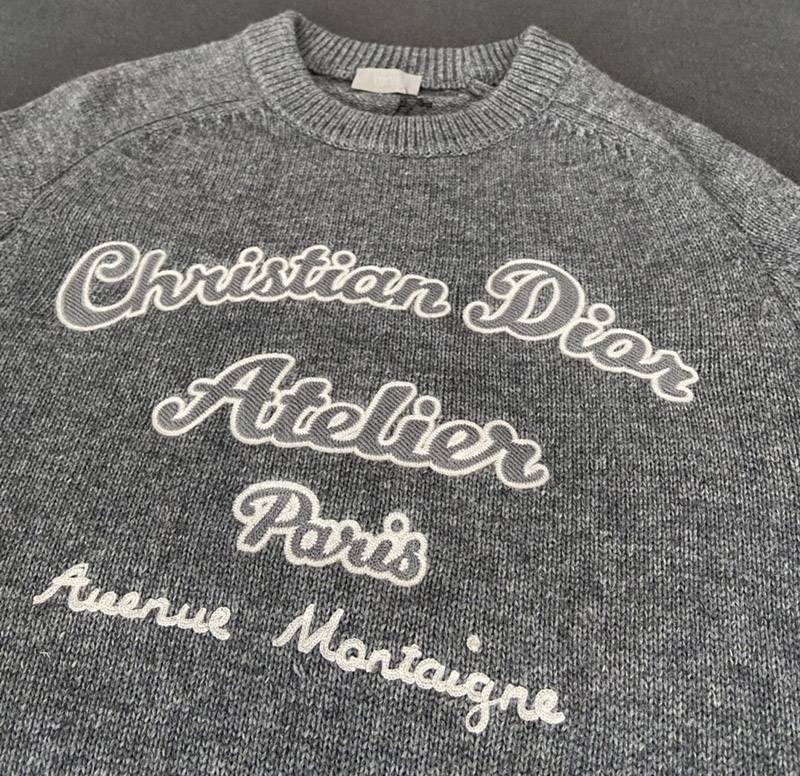 Christian Dior
Atelier
Paris
Avenue Montaigne